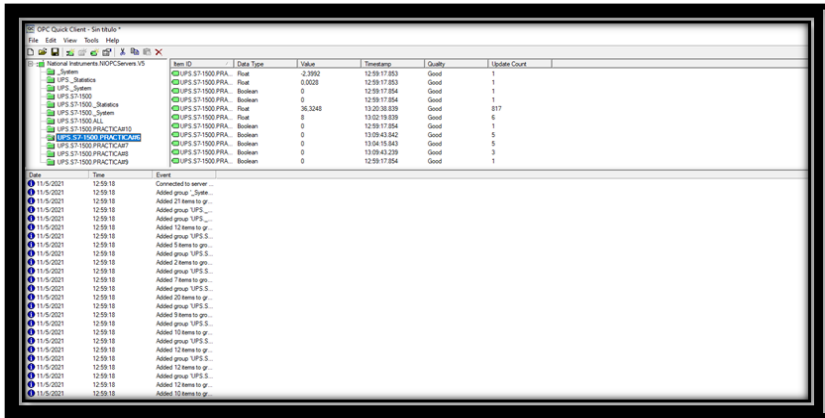 OPC Quick Client - Sin título *
File Edit View Tools Help
National Instruments.NIOPCServers.V5
_System
UPS._Statistics
UPS._System
UPS.S7-1500
UPS.S7-1500._Statistics
UPS.S7-1500._System
UPS.S7-1500.ALL
UPS.S7-1500.PRACTICA#10
UPS.S7-1500.PRACTICA#6
UPS.S7-1500.PRACTICA#7
UPS.S7-1500.PRACTICA#8
UPS.S7-1500.PRACTICA#9
Item ID Data Type Value Timestamp Quality Update Count
UPS.S7-1500.PRA... Float -2,3992 12:59:17.853 Good 1
UPS.S7-1500.PRA... Float 0,0028 12:59:17.853 Good 1
UPS.S7-1500.PRA... Boolean 0 12:59:17.854 Good 1
UPS.S7-1500.PRA... Boolean 0 12:59:17.854 Good 1
UPS.S7-1500.PRA... Float 36,3248 13:20:38.839 Good 817
UPS.S7-1500.PRA... Float 8 13:02:19.839 Good 6
UPS.S7-1500.PRA... Boolean 0 12:59:17.854 Good 1
UPS.S7-1500.PRA... Boolean 0 13:09:43.842 Good 5
UPS.S7-1500.PRA... Boolean 0 13:04:15.843 Good 5
UPS.S7-1500.PRA... Boolean 0 13:09:43.239 Good 3
UPS.S7-1500.PRA... Boolean 0 12:59:17.854 Good 1
Date Time Event
11/5/2021 12:59:18 Connected to server ...
11/5/2021 12:59:18 Added group '_Syste...
11/5/2021 12:59:18 Added 21 items to gr...
11/5/2021 12:59:18 Added group 'UPS._...
11/5/2021 12:59:18 Added group 'UPS._...
11/5/2021 12:59:18 Added 12 items to gr...
11/5/2021 12:59:18 Added group 'UPS.S...
11/5/2021 12:59:18 Added 5 items to gro...
11/5/2021 12:59:18 Added group 'UPS.S...
11/5/2021 12:59:18 Added 2 items to gro...
11/5/2021 12:59:18 Added group 'UPS.S...
11/5/2021 12:59:18 Added 7 items to gro...
11/5/2021 12:59:18 Added group 'UPS.S...
11/5/2021 12:59:18 Added 20 items to gr...
11/5/2021 12:59:18 Added group 'UPS.S...
11/5/2021 12:59:18 Added 9 items to gro...
11/5/2021 12:59:18 Added group 'UPS.S...
11/5/2021 12:59:18 Added 10 items to gr...
11/5/2021 12:59:18 Added group 'UPS.S...
11/5/2021 12:59:18 Added 12 items to gr...
11/5/2021 12:59:18 Added group 'UPS.S...
11/5/2021 12:59:18 Added 12 items to gr...
11/5/2021 12:59:18 Added group 'UPS.S...
11/5/2021 12:59:18 Added 12 items to gr...
11/5/2021 12:59:18 Added 10 items to gr...